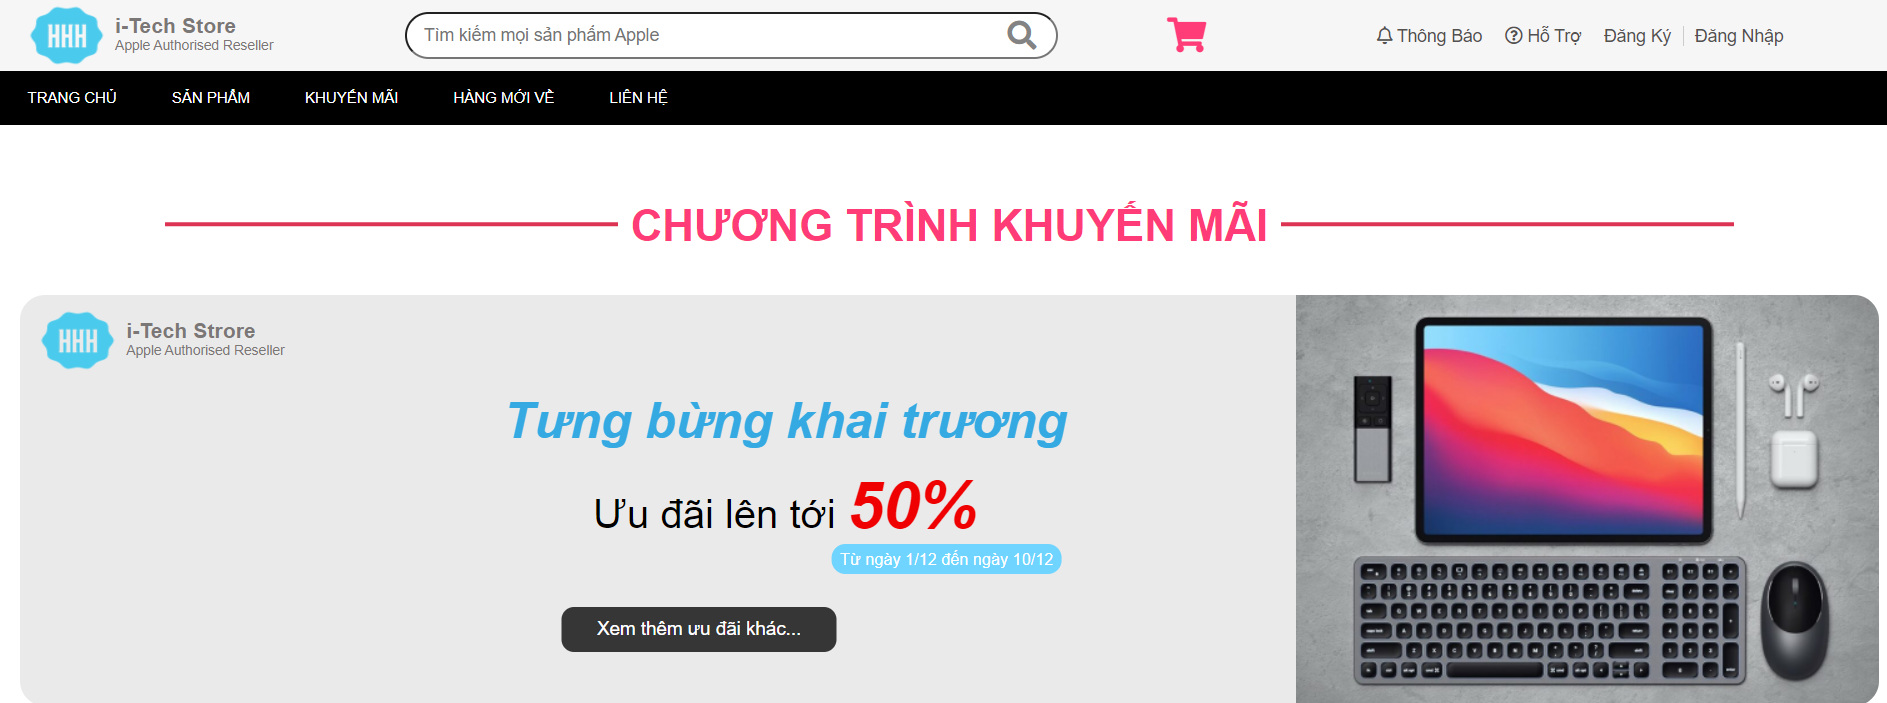 HHH i-Tech Store
Apple Authorised Reseller
Tìm kiếm mọi sản phẩm Apple
Thông Báo Hỗ Trợ Đăng Ký Đăng Nhập
TRANG CHỦ SẢN PHẨM KHUYẾN MÃI HÀNG MỚI VỀ LIÊN HỆ
CHƯƠNG TRÌNH KHUYẾN MÃI
HHH i-Tech Strore
Apple Authorised Reseller
Tưng bừng khai trương
Ưu đãi lên tới 50%
Từ ngày 1/12 đến ngày 10/12
Xem thêm ưu đãi khác...